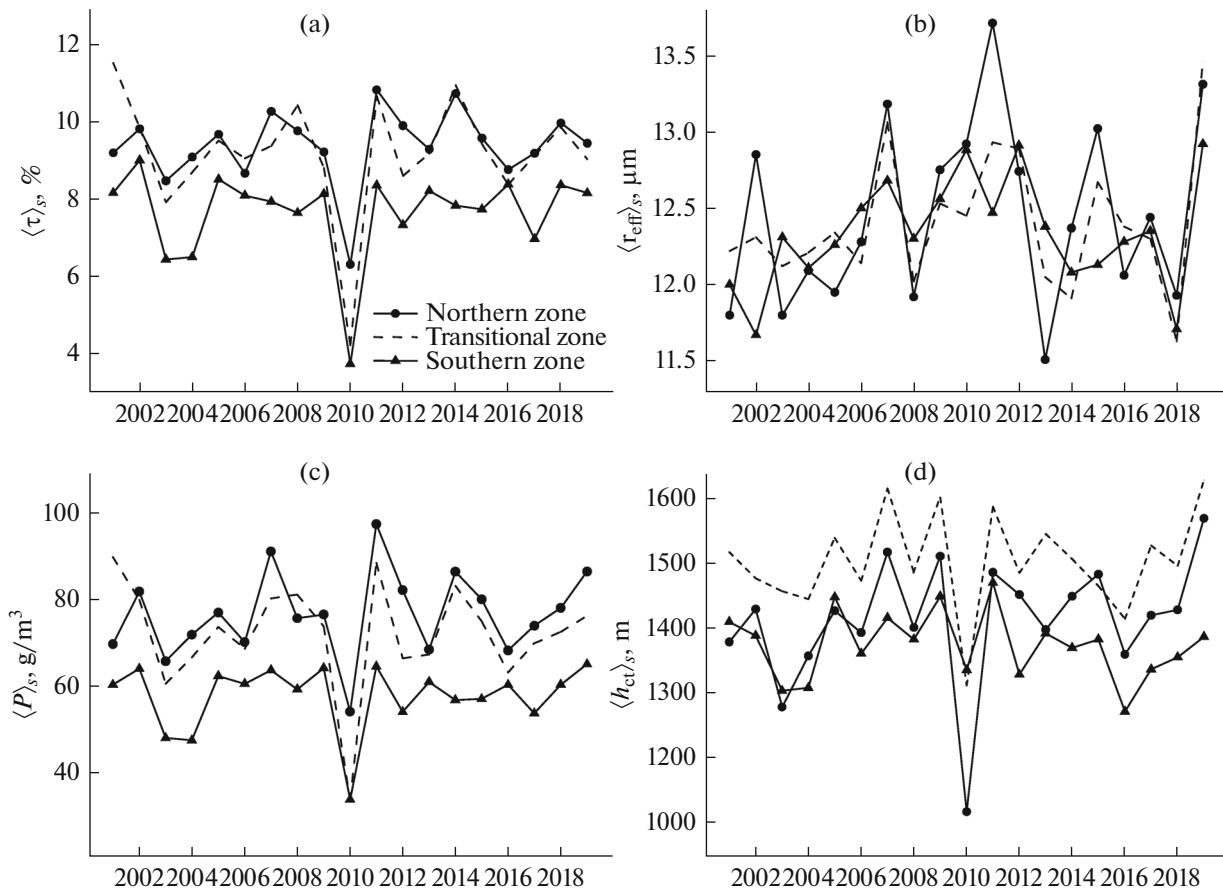 (a)
12
10
8
6
4
⟨τ⟩ₛ, %
Northern zone
Transitional zone
Southern zone
2002 2004 2006 2008 2010 2012 2014 2016 2018
(b)
13.5
13.0
12.5
12.0
11.5
⟨r_eff⟩ₛ, µm
2002 2004 2006 2008 2010 2012 2014 2016 2018
(c)
100
80
60
40
⟨P⟩ₛ, g/m³
2002 2004 2006 2008 2010 2012 2014 2016 2018
(d)
1600
1500
1400
1300
1200
1000
⟨h_ct⟩ₛ, m
2002 2004 2006 2008 2010 2012 2014 2016 2018